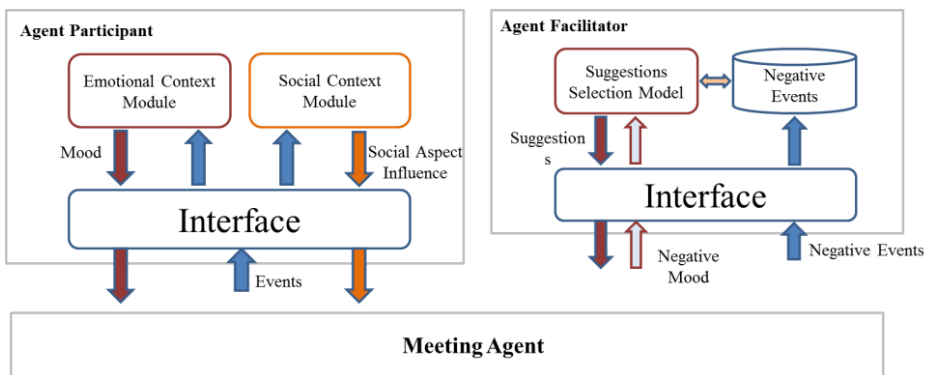 Agent Participant
Emotional Context
Module
Social Context
Module
Mood
Social Aspect
Influence
Interface
Events
Agent Facilitator
Suggestions
Selection Model
Negative
Events
Suggestion
s
Interface
Negative
Mood
Negative Events
Meeting Agent